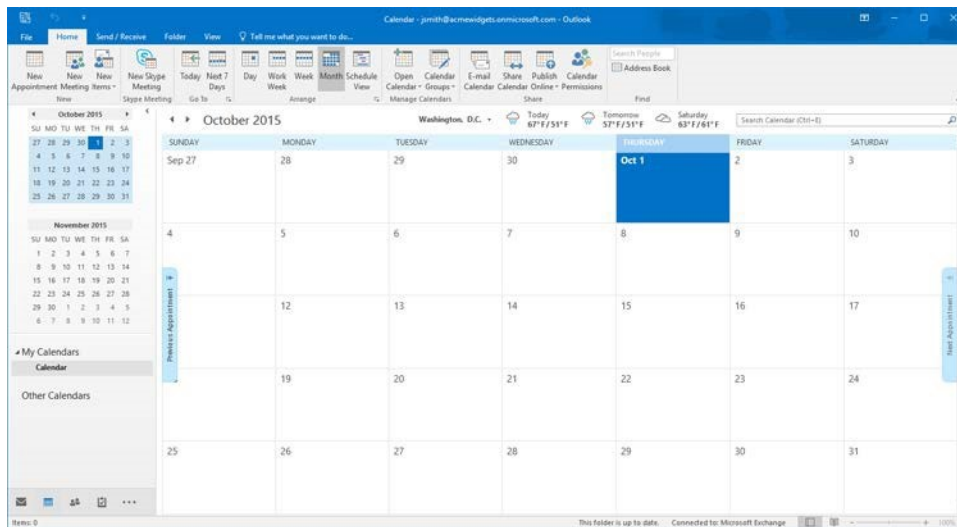 Calendar - jsmith@acmewidgets.onmicrosoft.com - Outlook
File Home Send / Receive Folder View Tell me what you want to do...
New Appointment
New Meeting
New Items
New
New Skype Meeting
Skype Meeting
Today
Next 7 Days
Go To
Day
Work Week
Week
Month
Schedule View
Arrange
Open Calendar
Calendar Groups
Manage Calendars
E-mail Calendar
Share Calendar
Publish Online
Calendar Permissions
Share
Search People
Address Book
Find
October 2015
SU MO TU WE TH FR SA
27 28 29 30 1 2 3
4 5 6 7 8 9 10
11 12 13 14 15 16 17
18 19 20 21 22 23 24
25 26 27 28 29 30 31
November 2015
SU MO TU WE TH FR SA
1 2 3 4 5 6 7
8 9 10 11 12 13 14
15 16 17 18 19 20 21
22 23 24 25 26 27 28
29 30 1 2 3 4 5
6 7 8 9 10 11 12
My Calendars
Calendar
Other Calendars
October 2015
Washington, D.C.
Today
67°F/51°F
Tomorrow
57°F/51°F
Saturday
63°F/61°F
Search Calendar (Ctrl+E)
SUNDAY MONDAY TUESDAY WEDNESDAY THURSDAY FRIDAY SATURDAY
Sep 27 28 29 30 Oct 1 2 3
4 5 6 7 8 9 10
12 13 14 15 16 17
19 20 21 22 23 24
25 26 27 28 29 30 31
Previous Appointment
Next Appointment
Items: 0
This folder is up to date. Connected to: Microsoft Exchange
100%